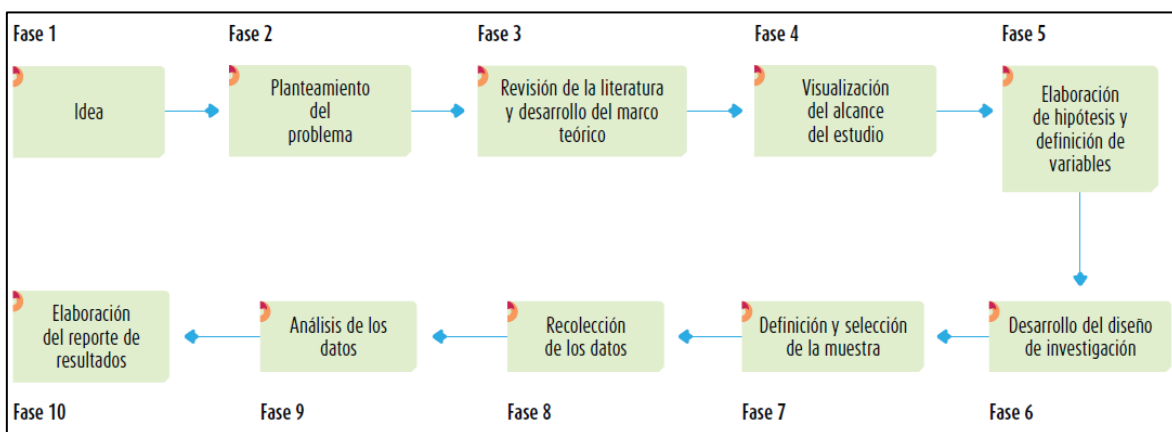 Fase 1
Idea
Fase 2
Planteamiento
del
problema
Fase 3
Revisión de la literatura
y desarrollo del marco
teórico
Fase 4
Visualización
del alcance
del estudio
Fase 5
Elaboración
de hipótesis y
definición de
variables
Desarrollo del diseño
de investigación
Fase 6
Definición y selección
de la muestra
Fase 7
Recolección
de los datos
Fase 8
Análisis de los
datos
Fase 9
Elaboración
del reporte de
resultados
Fase 10